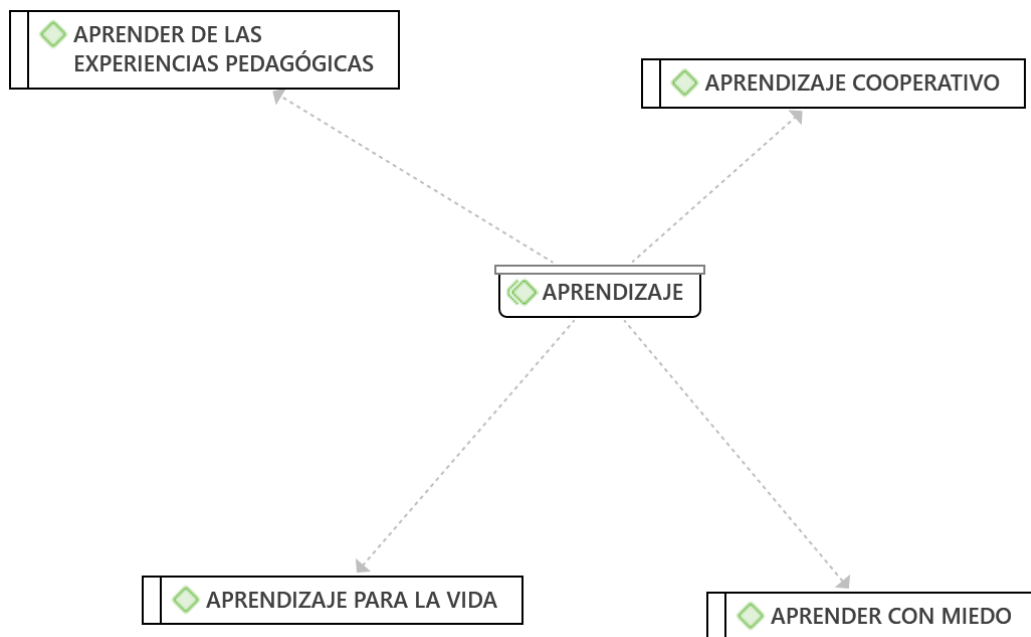 APRENDER DE LAS
EXPERIENCIAS PEDAGÓGICAS
APRENDIZAJE COOPERATIVO
APRENDIZAJE
APRENDIZAJE PARA LA VIDA
APRENDER CON MIEDO